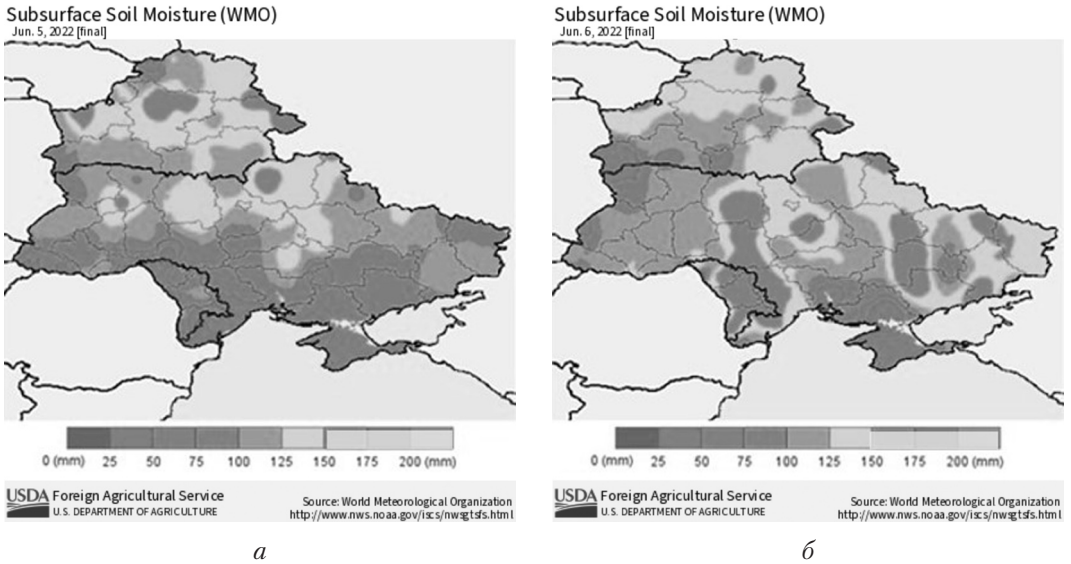 Subsurface Soil Moisture (WMO)
Jun. 5, 2022 [final]
0 (mm) 25 50 75 100 125 150 175 200 (mm)
USDA Foreign Agricultural Service
U.S. DEPARTMENT OF AGRICULTURE
Source: World Meteorological Organization
http://www.nws.noaa.gov/iscs/nwsgtsfs.html
а
Subsurface Soil Moisture (WMO)
Jun. 6, 2022 [final]
0 (mm) 25 50 75 100 125 150 175 200 (mm)
USDA Foreign Agricultural Service
U.S. DEPARTMENT OF AGRICULTURE
Source: World Meteorological Organization
http://www.nws.noaa.gov/iscs/nwsgtsfs.html
б